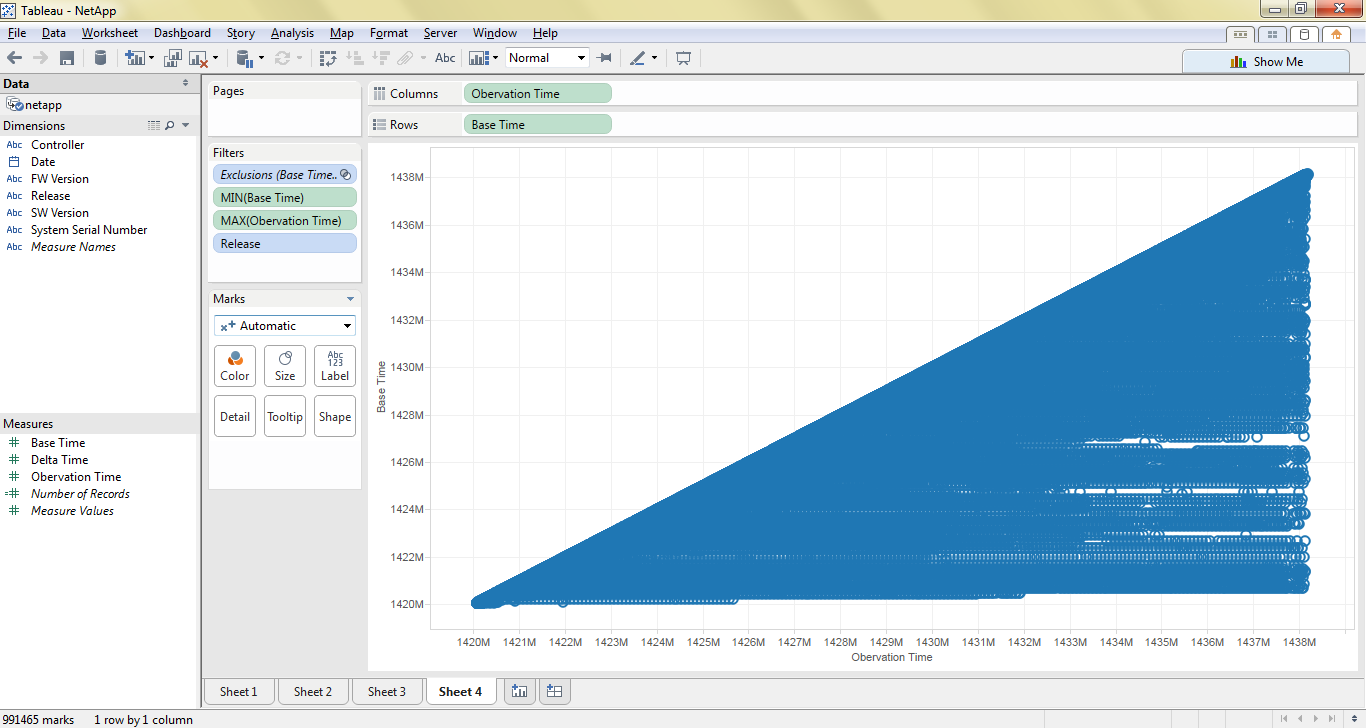 Tableau - NetApp
File Data Worksheet Dashboard Story Analysis Map Format Server Window Help
Abc Normal
Show Me
Data
netapp
Dimensions
Abc Controller
Date
Abc FW Version
Abc Release
Abc SW Version
Abc System Serial Number
Abc Measure Names
Measures
Base Time
Delta Time
Obervation Time
Number of Records
Measure Values
Pages
Filters
Exclusions (Base Time..
MIN(Base Time)
MAX(Obervation Time)
Release
Marks
Automatic
Color Size Abc 123 Label
Detail Tooltip Shape
Columns Obervation Time
Rows Base Time
Base Time
1438M
1436M
1434M
1432M
1430M
1428M
1426M
1424M
1422M
1420M
1420M 1421M 1422M 1423M 1424M 1425M 1426M 1427M 1428M 1429M 1430M 1431M 1432M 1433M 1434M 1435M 1436M 1437M 1438M
Obervation Time
Sheet 1 Sheet 2 Sheet 3 Sheet 4
991465 marks 1 row by 1 column